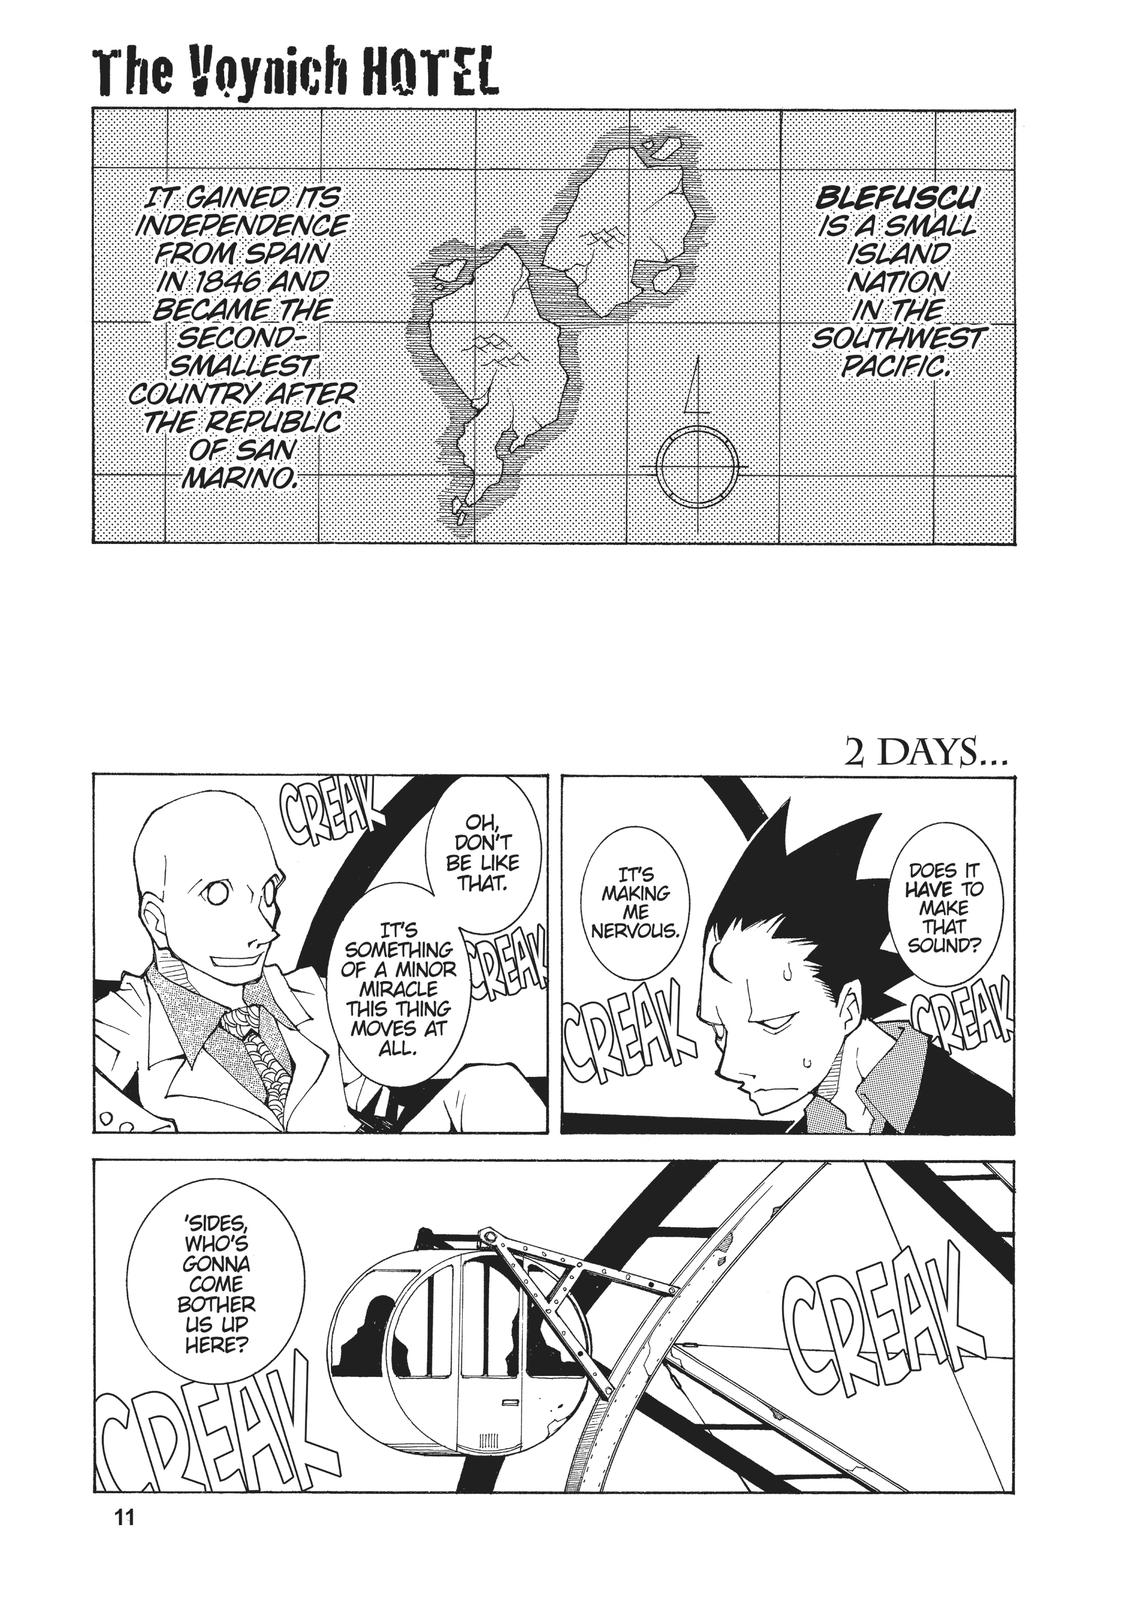 The Voynich HOTEL
BLEFUSCU
IS A SMALL
ISLAND
NATION
IN THE
SOUTHWEST
PACIFIC.
IT GAINED ITS
INDEPENDENCE
FROM SPAIN
IN 1846 AND
BECAME THE
SECOND-
SMALLEST
COUNTRY AFTER
THE REPUBLIC
OF SAN
MARINO.
2 DAYS...
DOES IT
HAVE TO
MAKE
THAT
SOUND?
IT'S
MAKING
ME
NERVOUS.
CREAK
CREAK
OH,
DON'T
BE LIKE
THAT.
IT'S
SOMETHING
OF A MINOR
MIRACLE
THIS THING
MOVES AT
ALL.
CREAK
CREAK
'SIDES,
WHO'S
GONNA
COME
BOTHER
US UP
HERE?
CREAK
CREAK
11